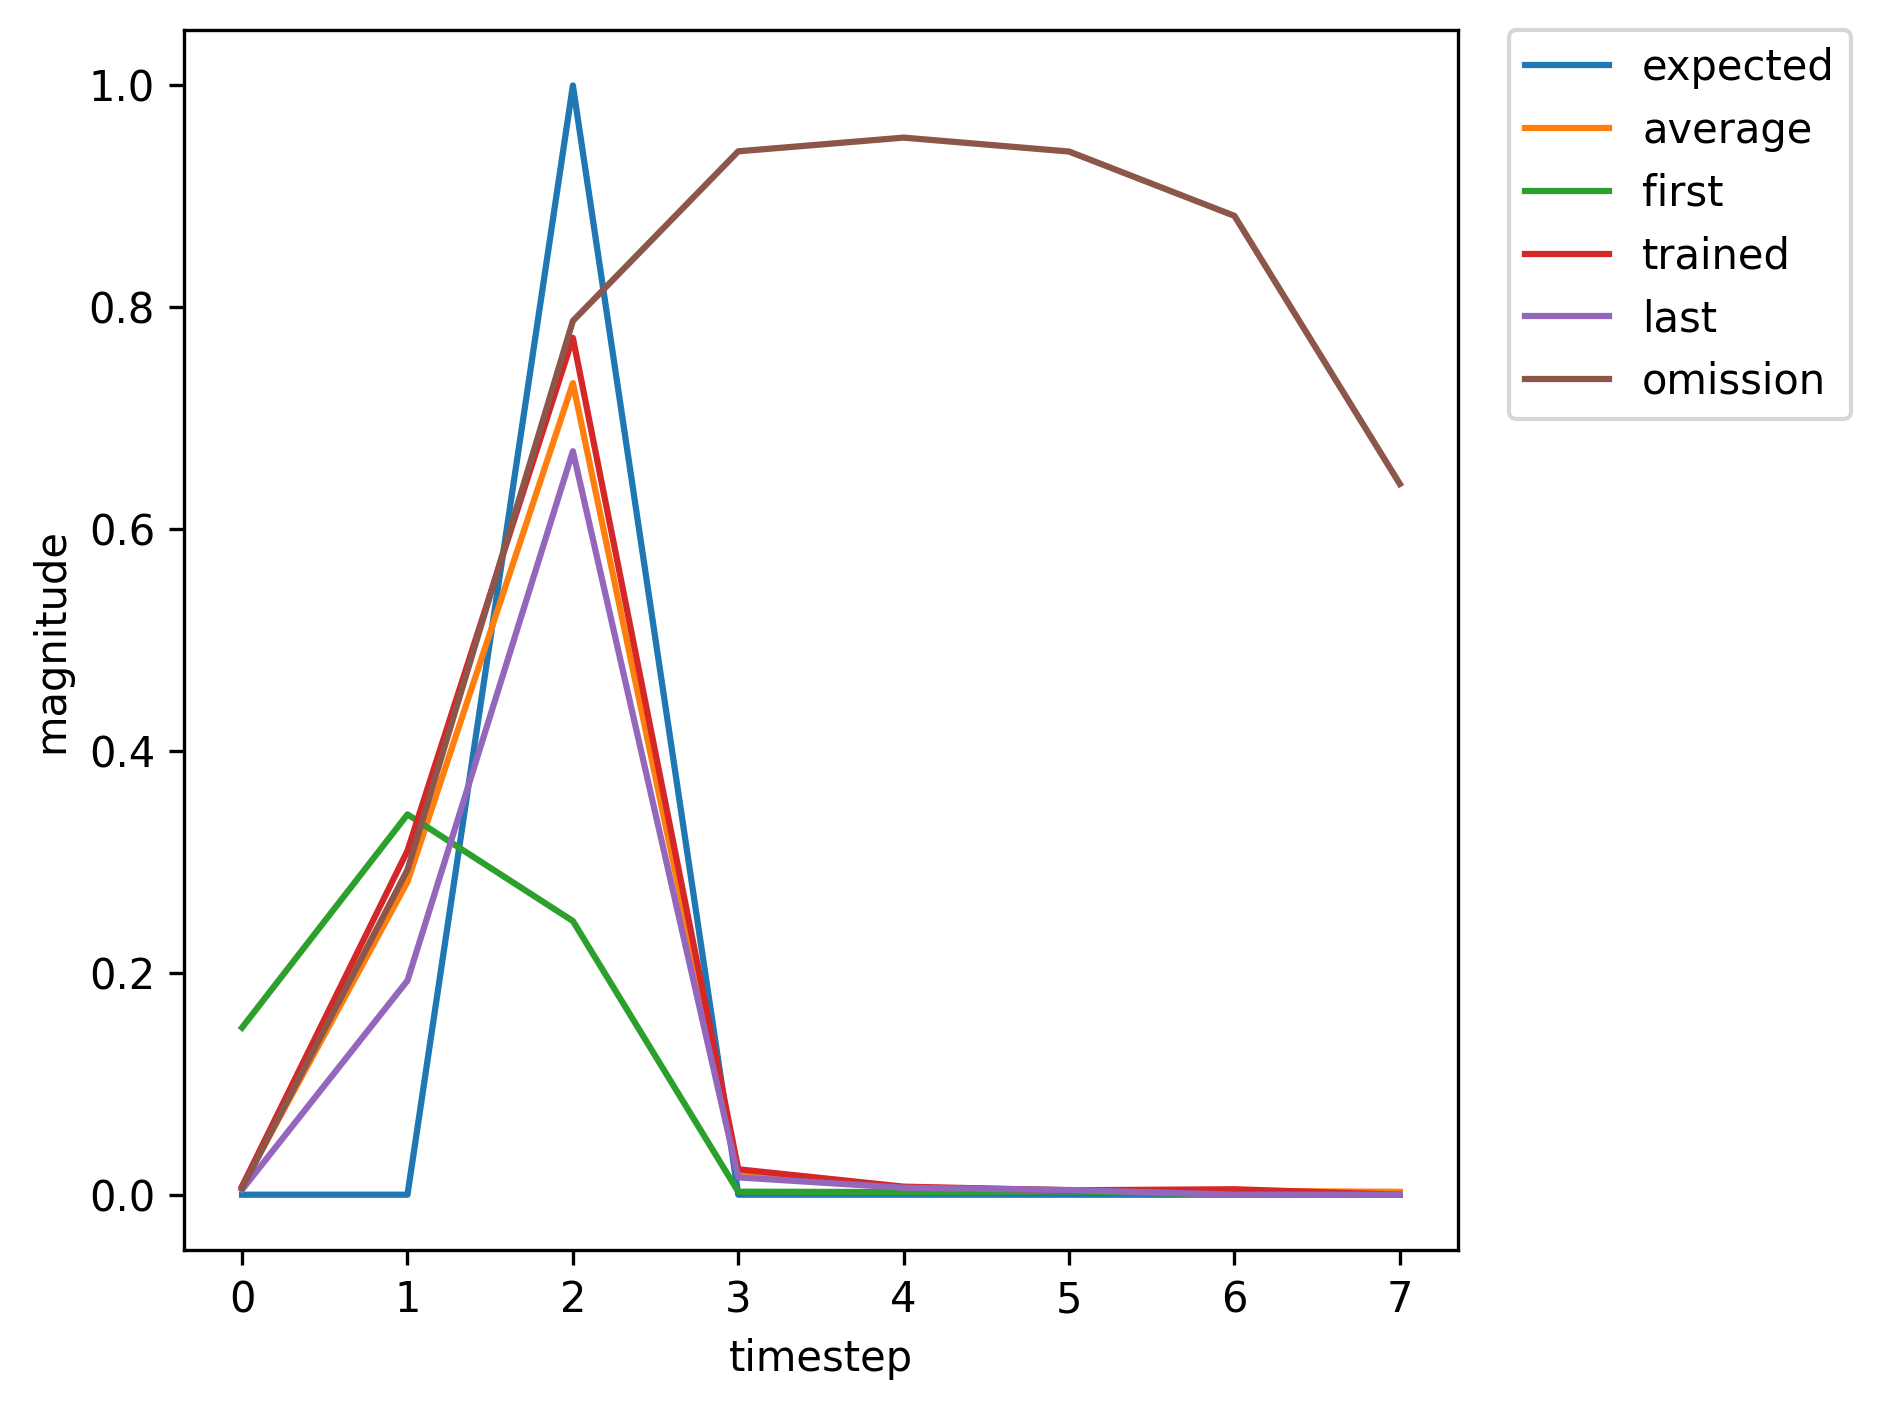 1.0
0.8
0.6
0.4
0.2
0.0
magnitude
0 1 2 3 4 5 6 7
timestep
expected
average
first
trained
last
omission